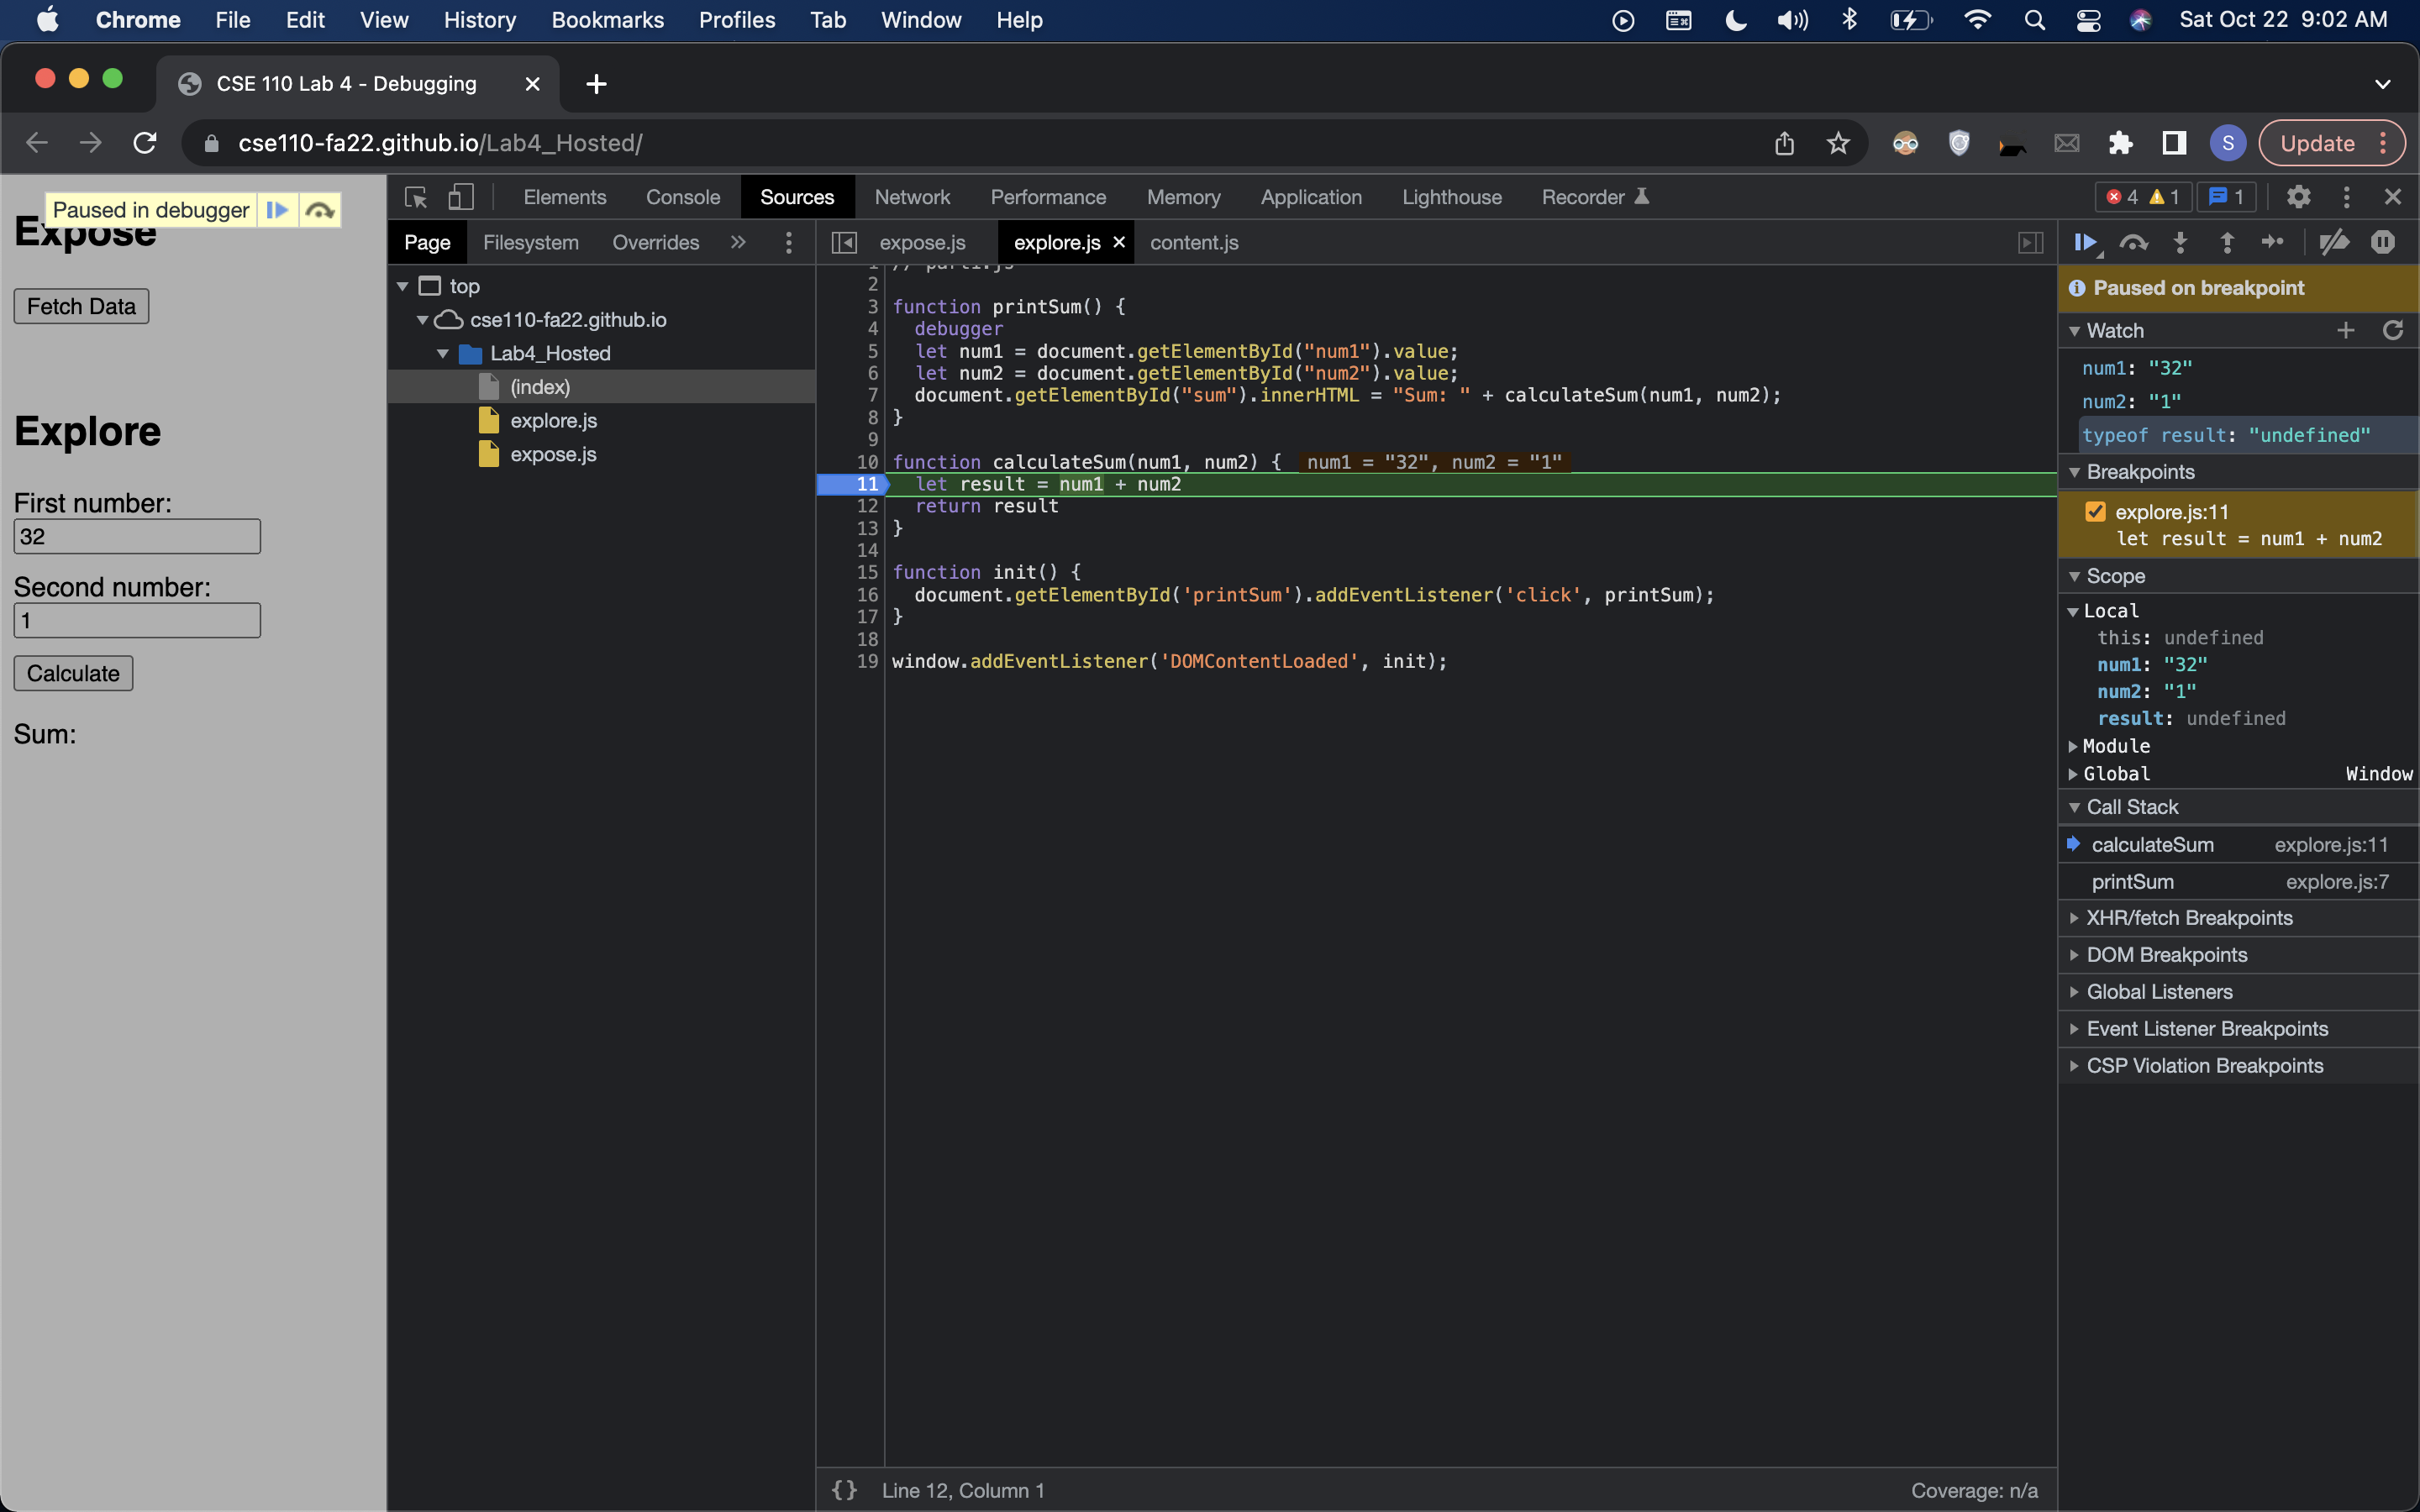 Chrome File Edit View History Bookmarks Profiles Tab Window Help Sat Oct 22 9:02 AM
CSE 110 Lab 4 - Debugging
cse110-fa22.github.io/Lab4_Hosted/ S Update
Paused in debugger
Expose
Fetch Data
Explore
First number:
32
Second number:
1
Calculate
Sum:
Elements Console Sources Network Performance Memory Application Lighthouse Recorder 4 1 1
Page Filesystem Overrides »
top
cse110-fa22.github.io
Lab4_Hosted
(index)
explore.js
expose.js
expose.js explore.js content.js
1 // part1.js
2
3 function printSum() {
4 debugger
5 let num1 = document.getElementById("num1").value;
6 let num2 = document.getElementById("num2").value;
7 document.getElementById("sum").innerHTML = "Sum: " + calculateSum(num1, num2);
8 }
9
10 function calculateSum(num1, num2) { num1 = "32", num2 = "1"
11 let result = num1 + num2
12 return result
13 }
14
15 function init() {
16 document.getElementById('printSum').addEventListener('click', printSum);
17 }
18
19 window.addEventListener('DOMContentLoaded', init);
{} Line 12, Column 1 Coverage: n/a
Paused on breakpoint
Watch
num1: "32"
num2: "1"
typeof result: "undefined"
Breakpoints
explore.js:11
let result = num1 + num2
Scope
Local
this: undefined
num1: "32"
num2: "1"
result: undefined
Module
Global Window
Call Stack
calculateSum explore.js:11
printSum explore.js:7
XHR/fetch Breakpoints
DOM Breakpoints
Global Listeners
Event Listener Breakpoints
CSP Violation Breakpoints